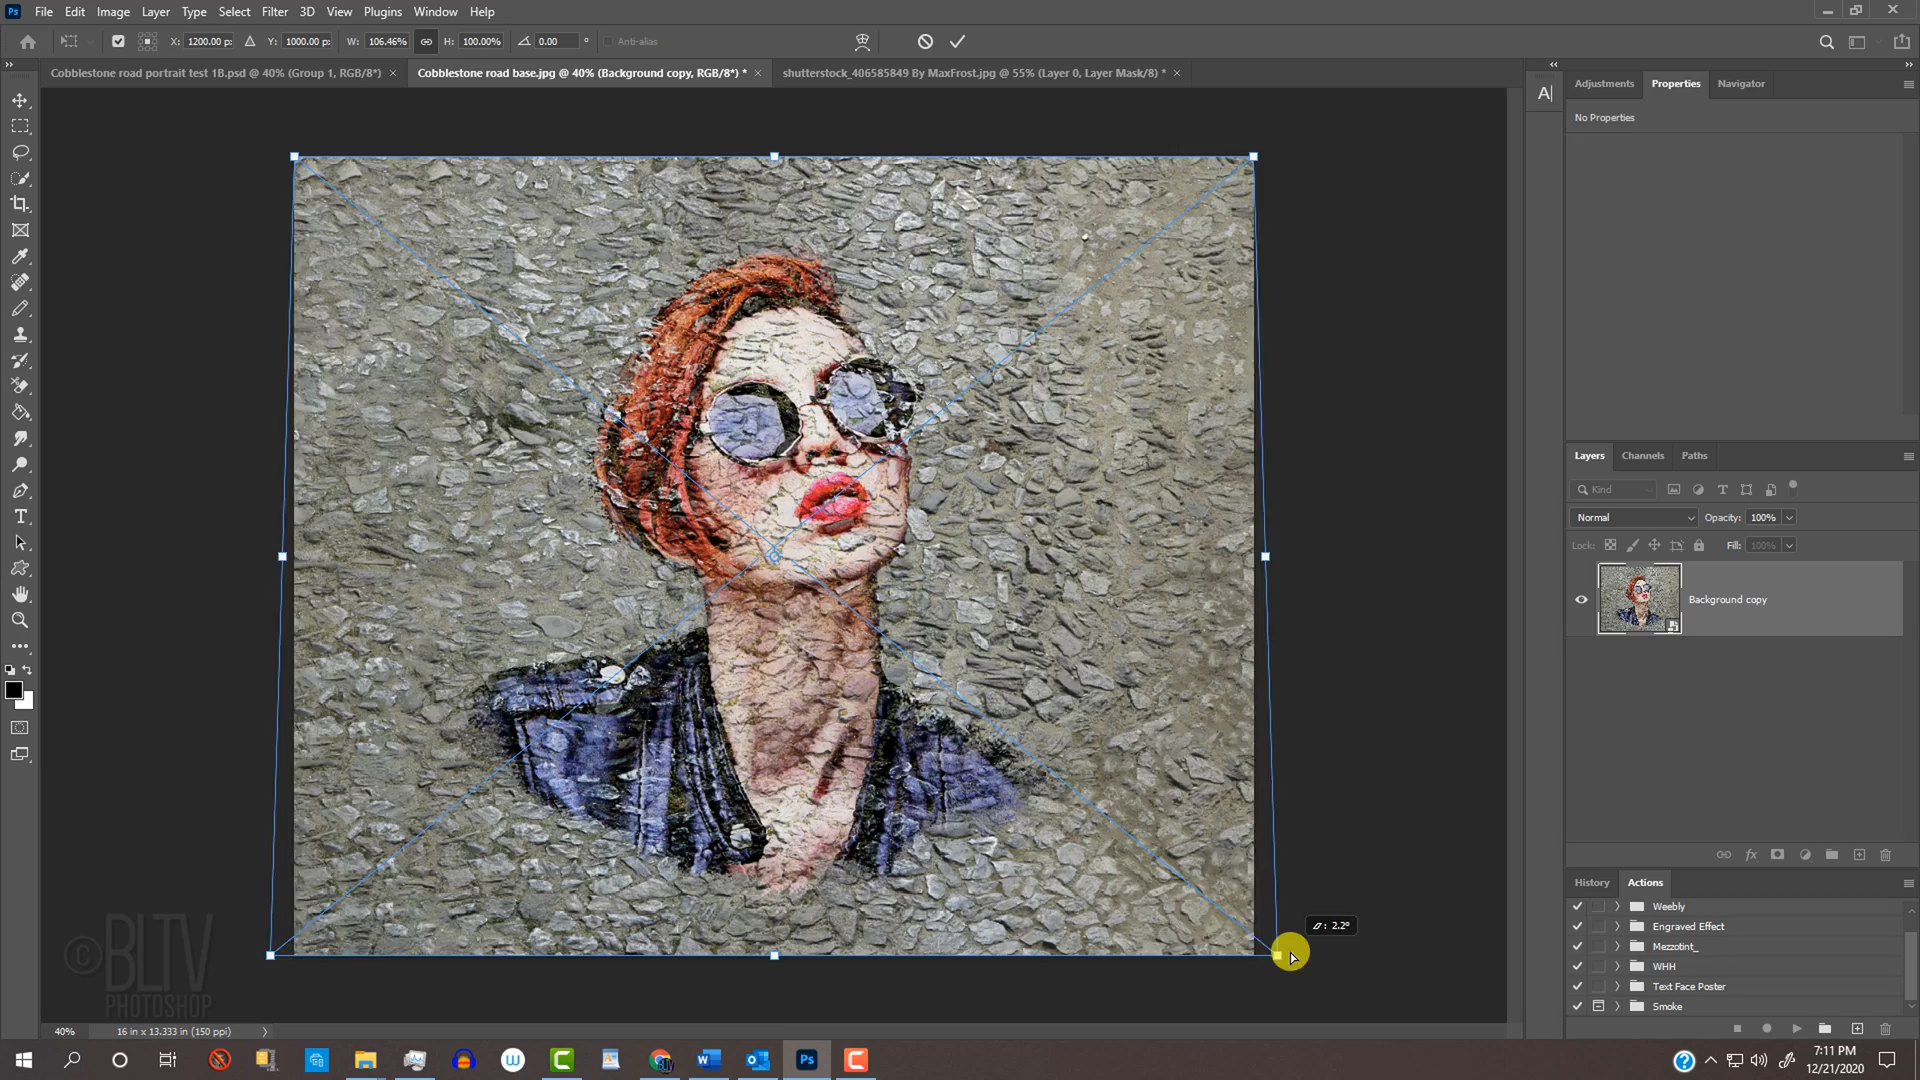 Ps File Edit Image Layer Type Select Filter 3D View Plugins Window Help
X: 1200.00 p: Y: 1000.00 p: W: 106.46% H: 100.00% 0.00 ° Anti-alias
Cobblestone road portrait test 1B.psd @ 40% (Group 1, RGB/8*) × Cobblestone road base.jpg @ 40% (Background copy, RGB/8*) * × shutterstock_406585849 By MaxFrost.jpg @ 55% (Layer 0, Layer Mask/8) * ×
Adjustments Properties Navigator
No Properties
Layers Channels Paths
Kind
Normal Opacity: 100%
Lock: Fill: 100%
Background copy
History Actions
Weebly
Engraved Effect
Mezzotint_
WHH
Text Face Poster
Smoke
2.2°
©BLTV
PHOTOSHOP
40% 16 in x 13.333 in (150 ppi)
7:11 PM
12/21/2020